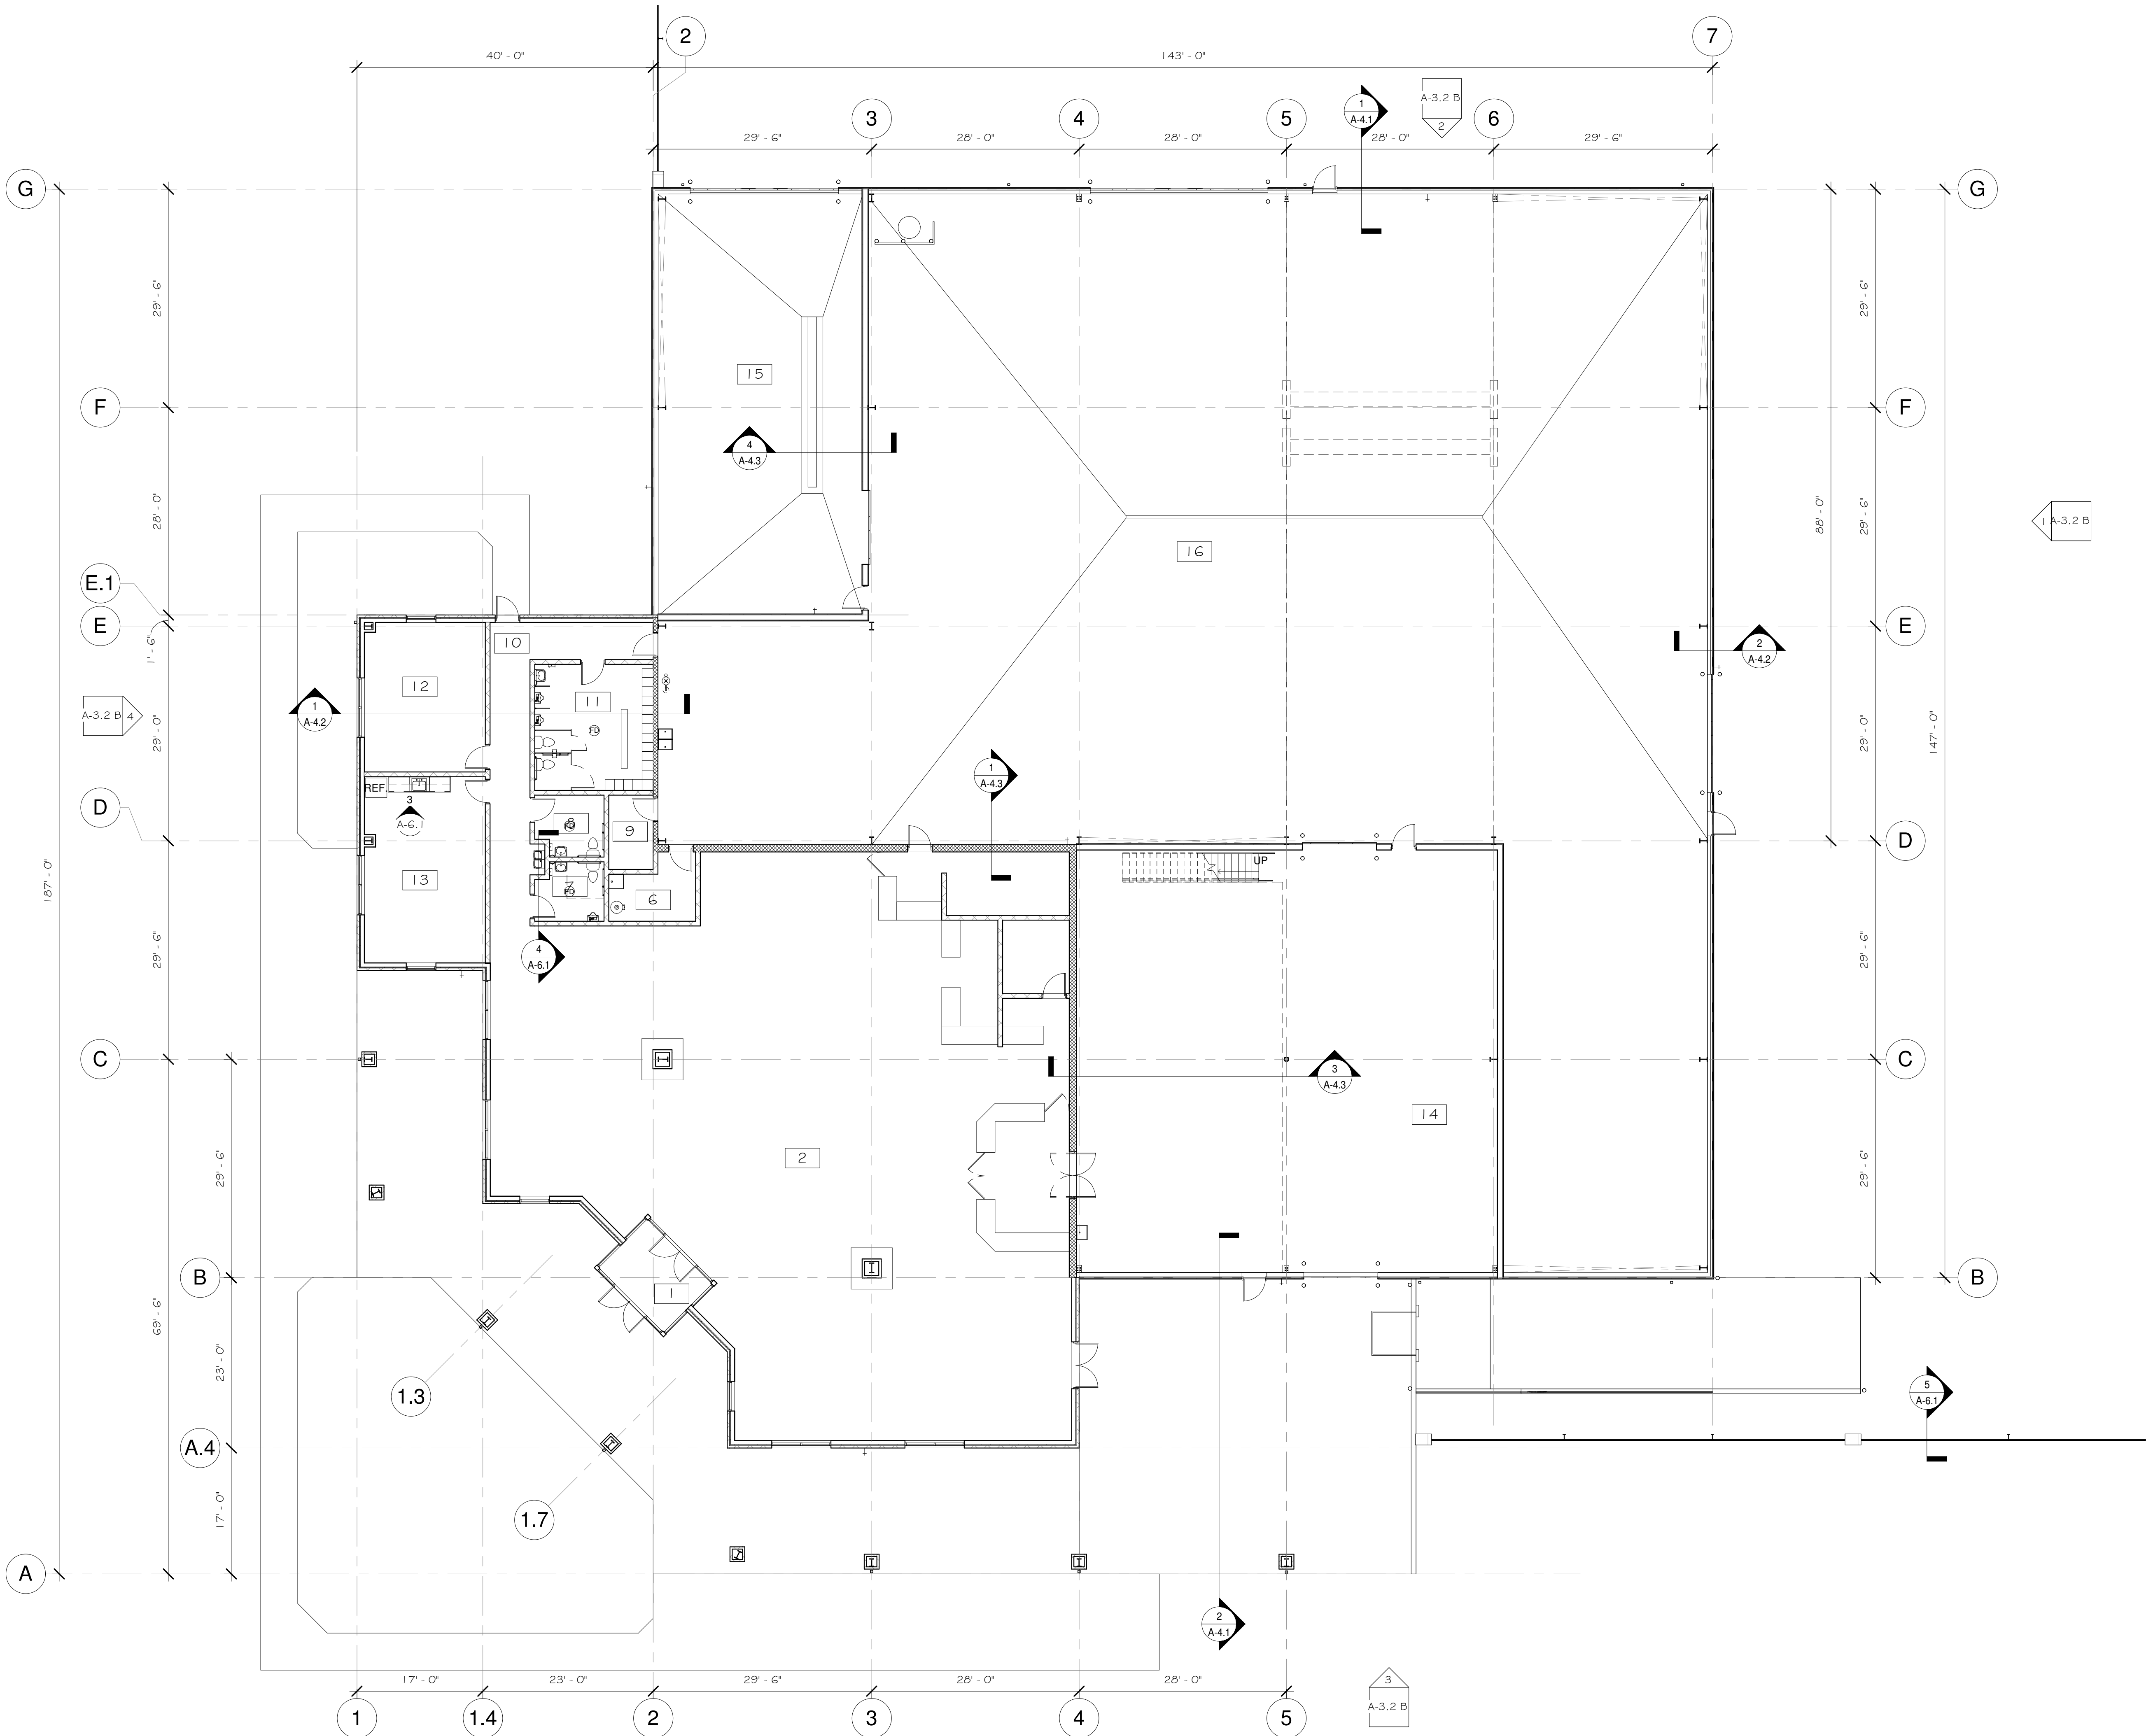 2
7
40' - 0"
143' - 0"
A-3.2 B
2
1
A-4.1
3
4
5
6
29' - 6"
28' - 0"
28' - 0"
28' - 0"
29' - 6"
G
G
29' - 6"
29' - 6"
15
F
F
4
A-4.3
28' - 0"
88' - 0"
29' - 6"
1 A-3.2 B
16
E.1
E
E
1' - 6"
10
2
A-4.2
12
11
1
A-4.2
A-3.2 B 4
29' - 0"
FD
29' - 0"
147' - 0"
1
A-4.3
REF
3
A-6.1
D
8
FD
9
D
UP
187' - 0"
13
7
FD
6
29' - 6"
4
A-6.1
29' - 6"
C
C
3
A-4.3
14
2
29' - 6"
29' - 6"
B
B
1
69' - 6"
23' - 0"
1.3
5
A-6.1
A.4
17' - 0"
1.7
A
2
A-4.1
17' - 0"
23' - 0"
29' - 6"
28' - 0"
28' - 0"
3
A-3.2 B
1
1.4
2
3
4
5